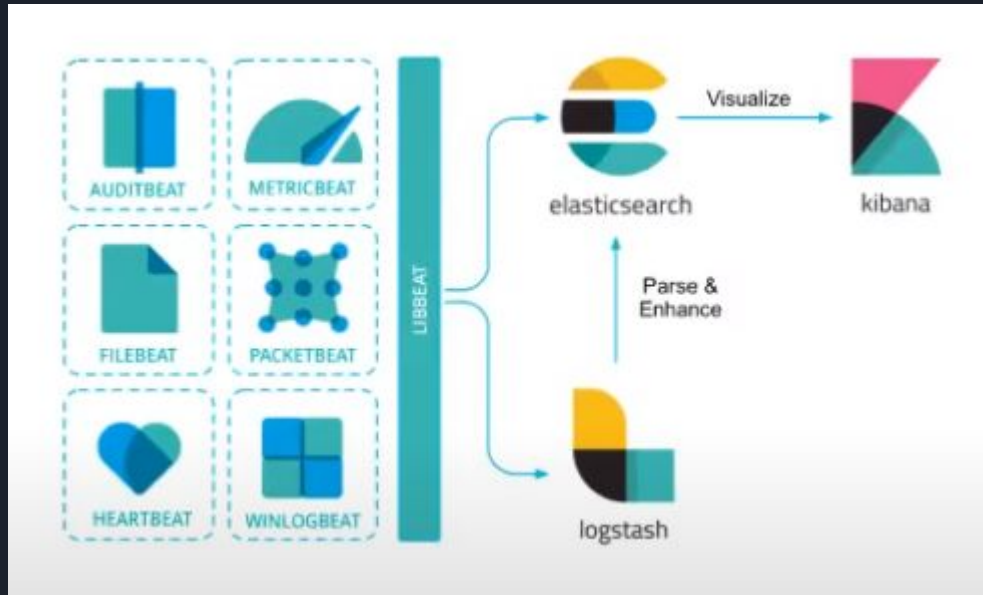 AUDITBEAT
METRICBEAT
FILEBEAT
PACKETBEAT
HEARTBEAT
WINLOGBEAT
LIBBEAT
elasticsearch
Visualize
kibana
Parse &
Enhance
logstash